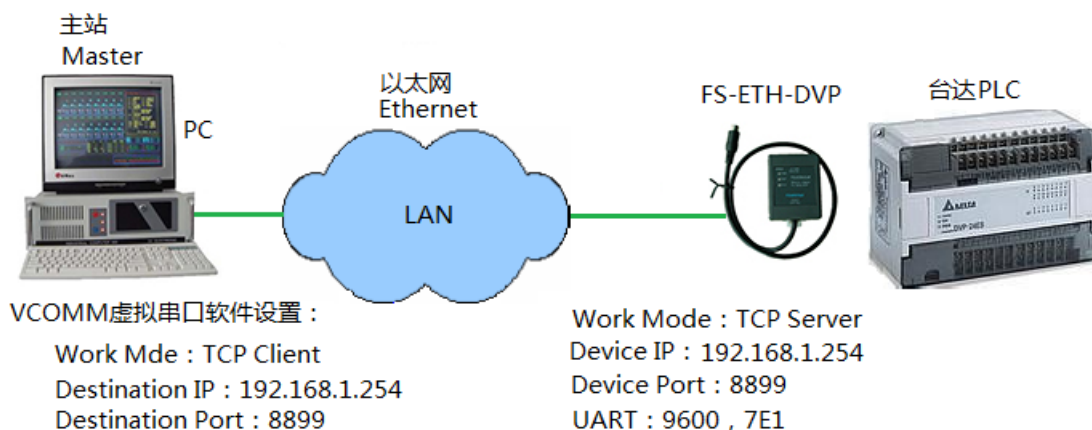 主站
Master
PC
以太网
Ethernet
LAN
FS-ETH-DVP
台达PLC
DELTA
VCOMM虚拟串口软件设置：
Work Mde：TCP Client
Destination IP：192.168.1.254
Destination Port：8899
Work Mode：TCP Server
Device IP：192.168.1.254
Device Port：8899
UART：9600，7E1